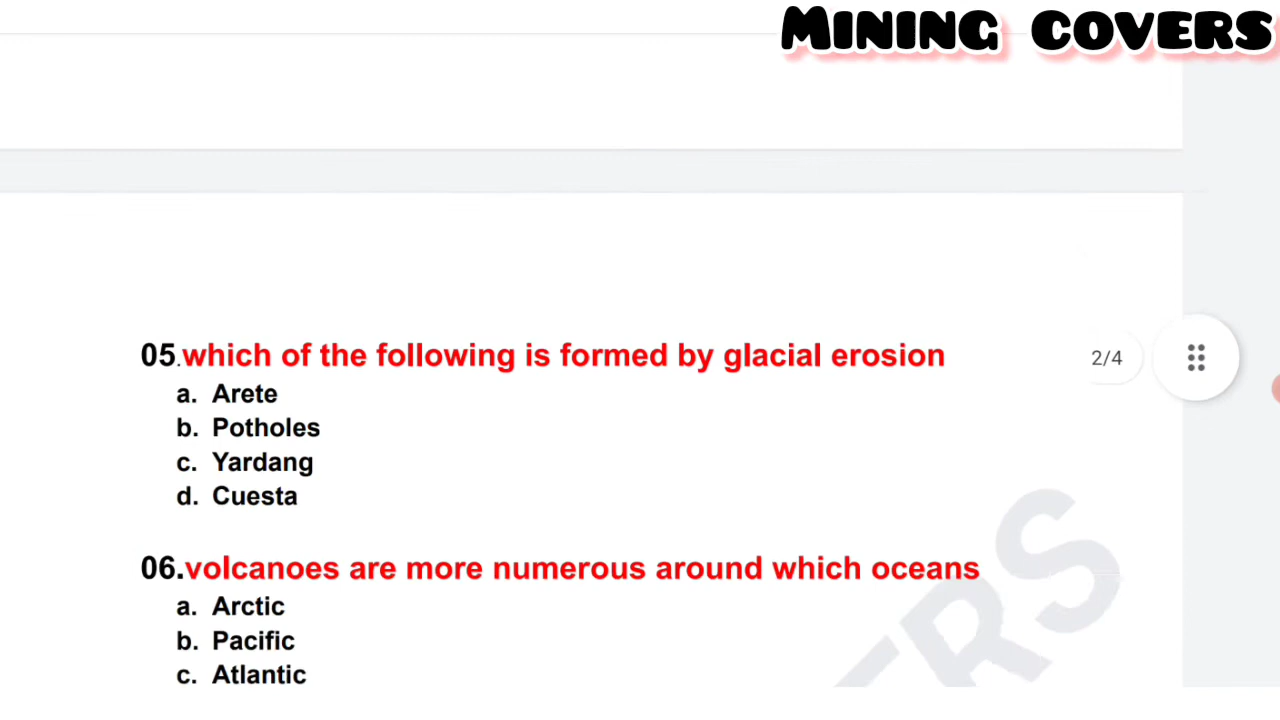 MINING COVERS
05.which of the following is formed by glacial erosion
2/4
a. Arete
b. Potholes
c. Yardang
d. Cuesta
06.volcanoes are more numerous around which oceans
a. Arctic
b. Pacific
c. Atlantic
ERS